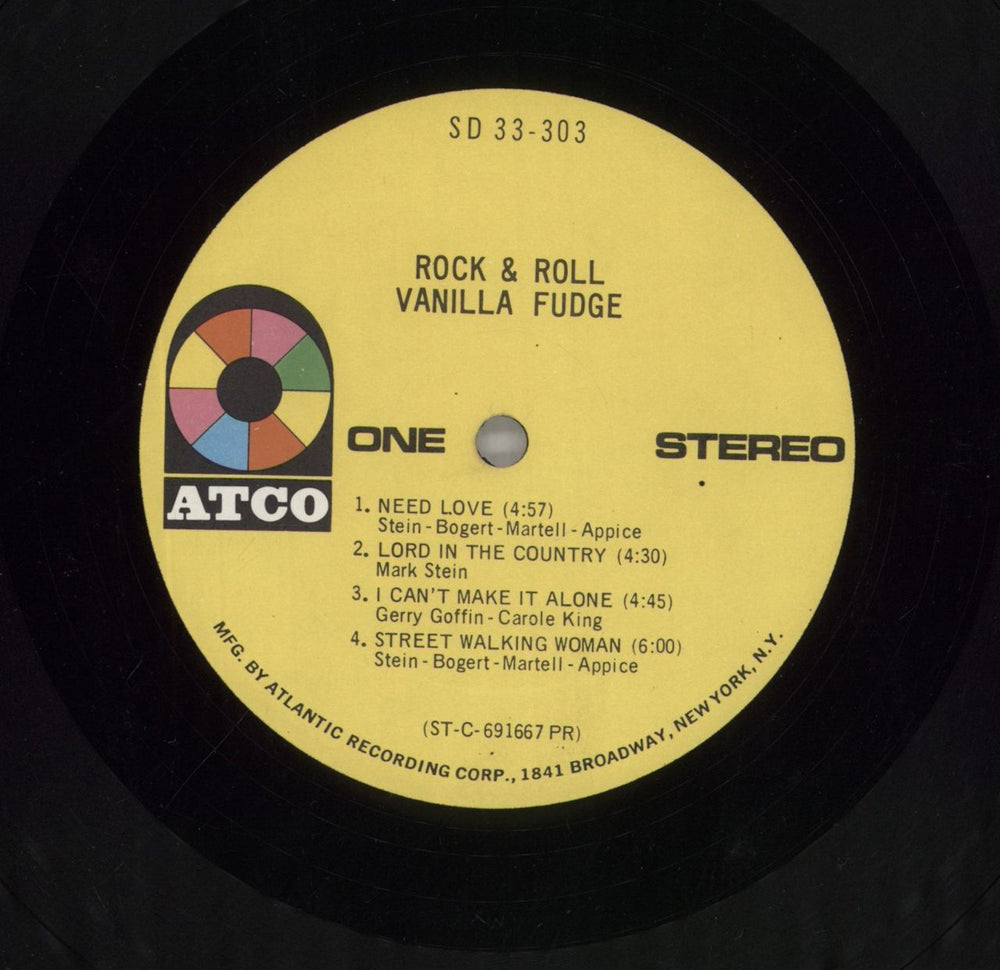 SD 33-303
ROCK & ROLL
VANILLA FUDGE
ATCO
ONE
STEREO
1. NEED LOVE (4:57)
Stein - Bogert - Martell - Appice
2. LORD IN THE COUNTRY (4:30)
Mark Stein
3. I CAN'T MAKE IT ALONE (4:45)
Gerry Goffin - Carole King
4. STREET WALKING WOMAN (6:00)
Stein - Bogert - Martell - Appice
(ST-C-691667 PR)
MFG. BY ATLANTIC RECORDING CORP., 1841 BROADWAY, NEW YORK, N.Y.